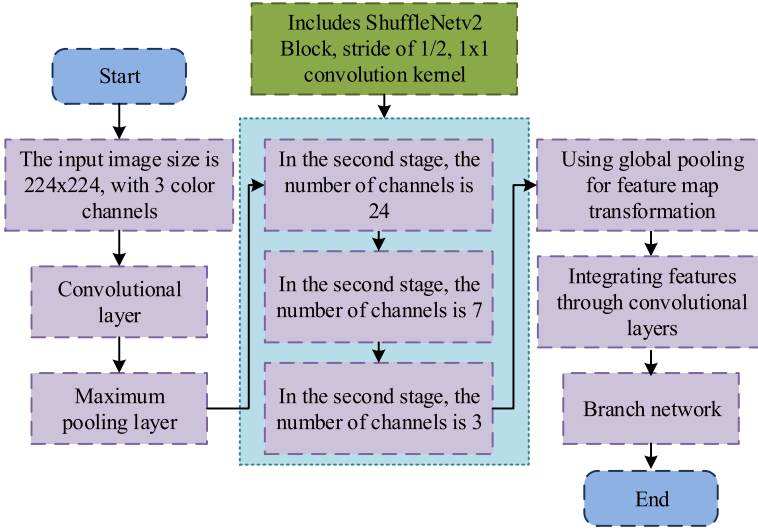 Start
The input image size is
224x224, with 3 color
channels
Convolutional
layer
Maximum
pooling layer
Includes ShuffleNetv2
Block, stride of 1/2, 1x1
convolution kernel
In the second stage, the
number of channels is
24
In the second stage, the
number of channels is 7
In the second stage, the
number of channels is 3
Using global pooling
for feature map
transformation
Integrating features
through convolutional
layers
Branch network
End